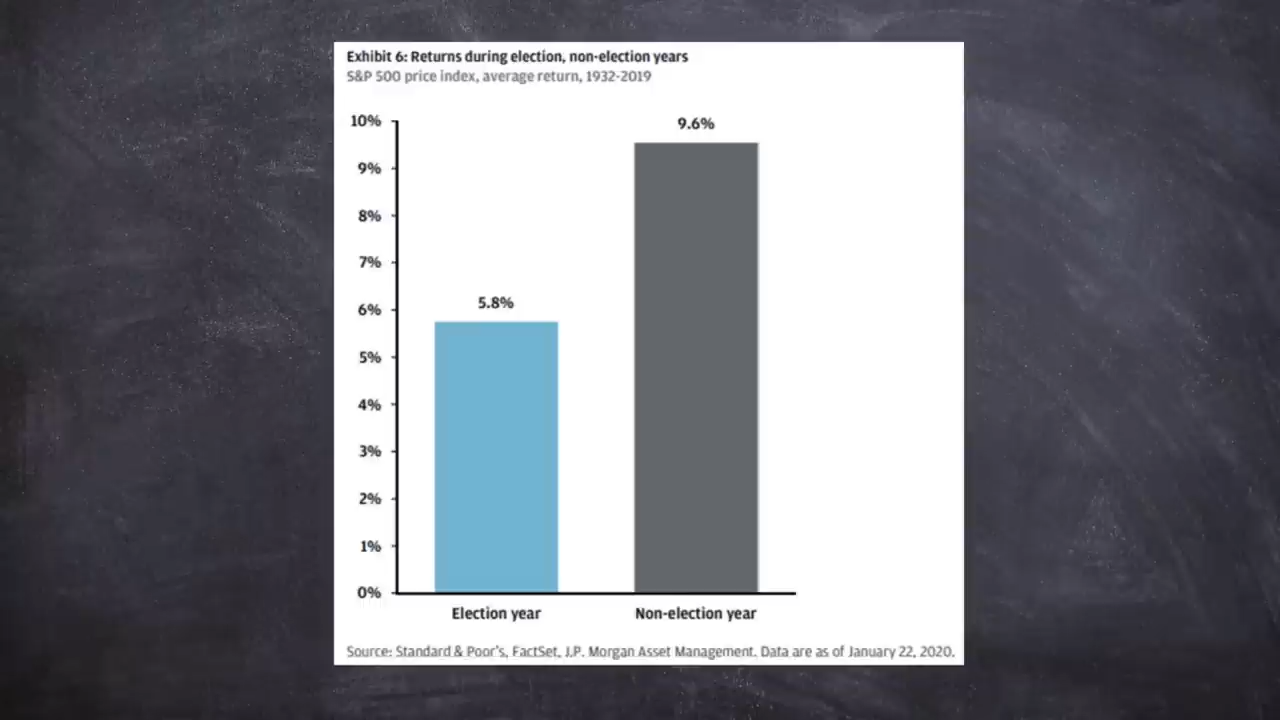 Exhibit 6: Returns during election, non-election years
S&P 500 price index, average return, 1932-2019
10%
9%
8%
7%
6%
5%
4%
3%
2%
1%
0%
5.8%
9.6%
Election year
Non-election year
Source: Standard & Poor's, FactSet, J.P. Morgan Asset Management. Data are as of January 22, 2020.